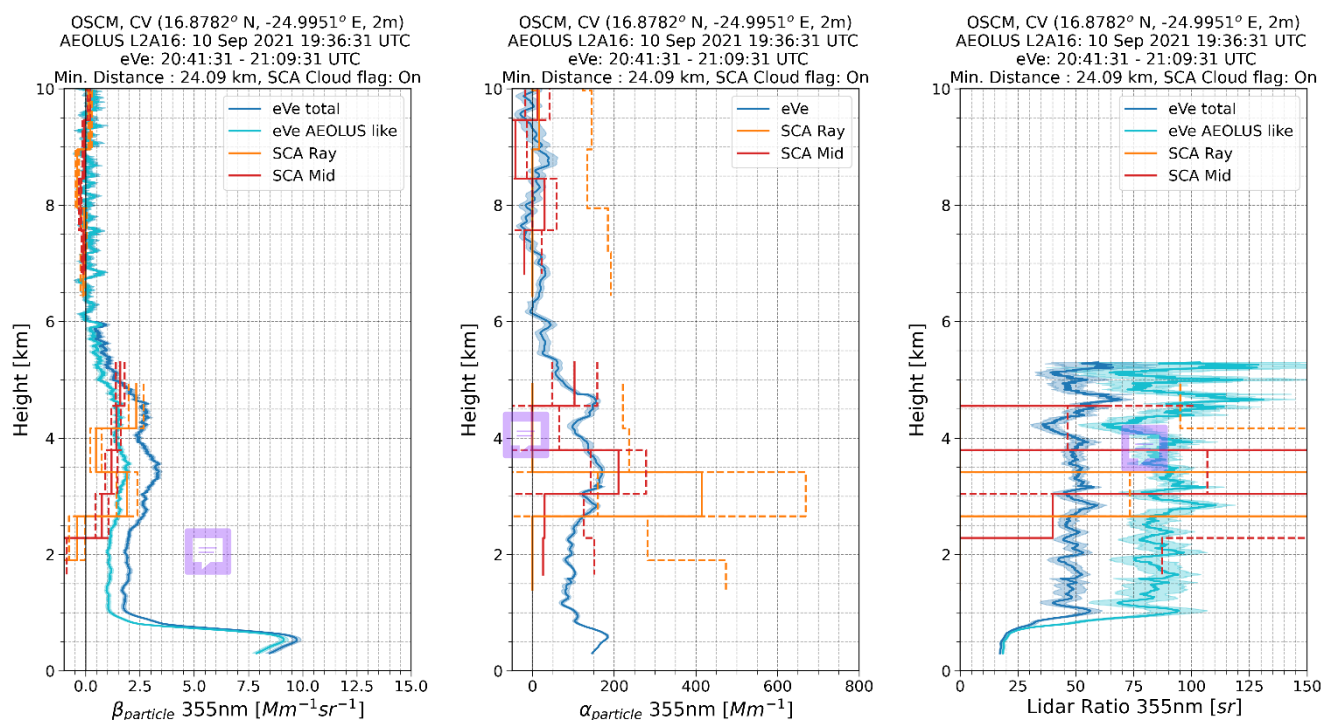 OSCM, CV (16.8782° N, -24.9951° E, 2m)
AEOLUS L2A16: 10 Sep 2021 19:36:31 UTC
eVe: 20:41:31 - 21:09:31 UTC
Min. Distance : 24.09 km, SCA Cloud flag: On
eVe total
eVe AEOLUS like
SCA Ray
SCA Mid
Height [km]
10
8
6
4
2
0
0.0 2.5 5.0 7.5 10.0 12.5 15.0
βparticle 355nm [Mm⁻¹sr⁻¹]
OSCM, CV (16.8782° N, -24.9951° E, 2m)
AEOLUS L2A16: 10 Sep 2021 19:36:31 UTC
eVe: 20:41:31 - 21:09:31 UTC
Min. Distance : 24.09 km, SCA Cloud flag: On
eVe
SCA Ray
SCA Mid
Height [km]
10
8
6
4
2
0
0 200 400 600 800
αparticle 355nm [Mm⁻¹]
OSCM, CV (16.8782° N, -24.9951° E, 2m)
AEOLUS L2A16: 10 Sep 2021 19:36:31 UTC
eVe: 20:41:31 - 21:09:31 UTC
Min. Distance : 24.09 km, SCA Cloud flag: On
eVe total
eVe AEOLUS like
SCA Ray
SCA Mid
Height [km]
10
8
6
4
2
0
0 25 50 75 100 125 150
Lidar Ratio 355nm [sr]